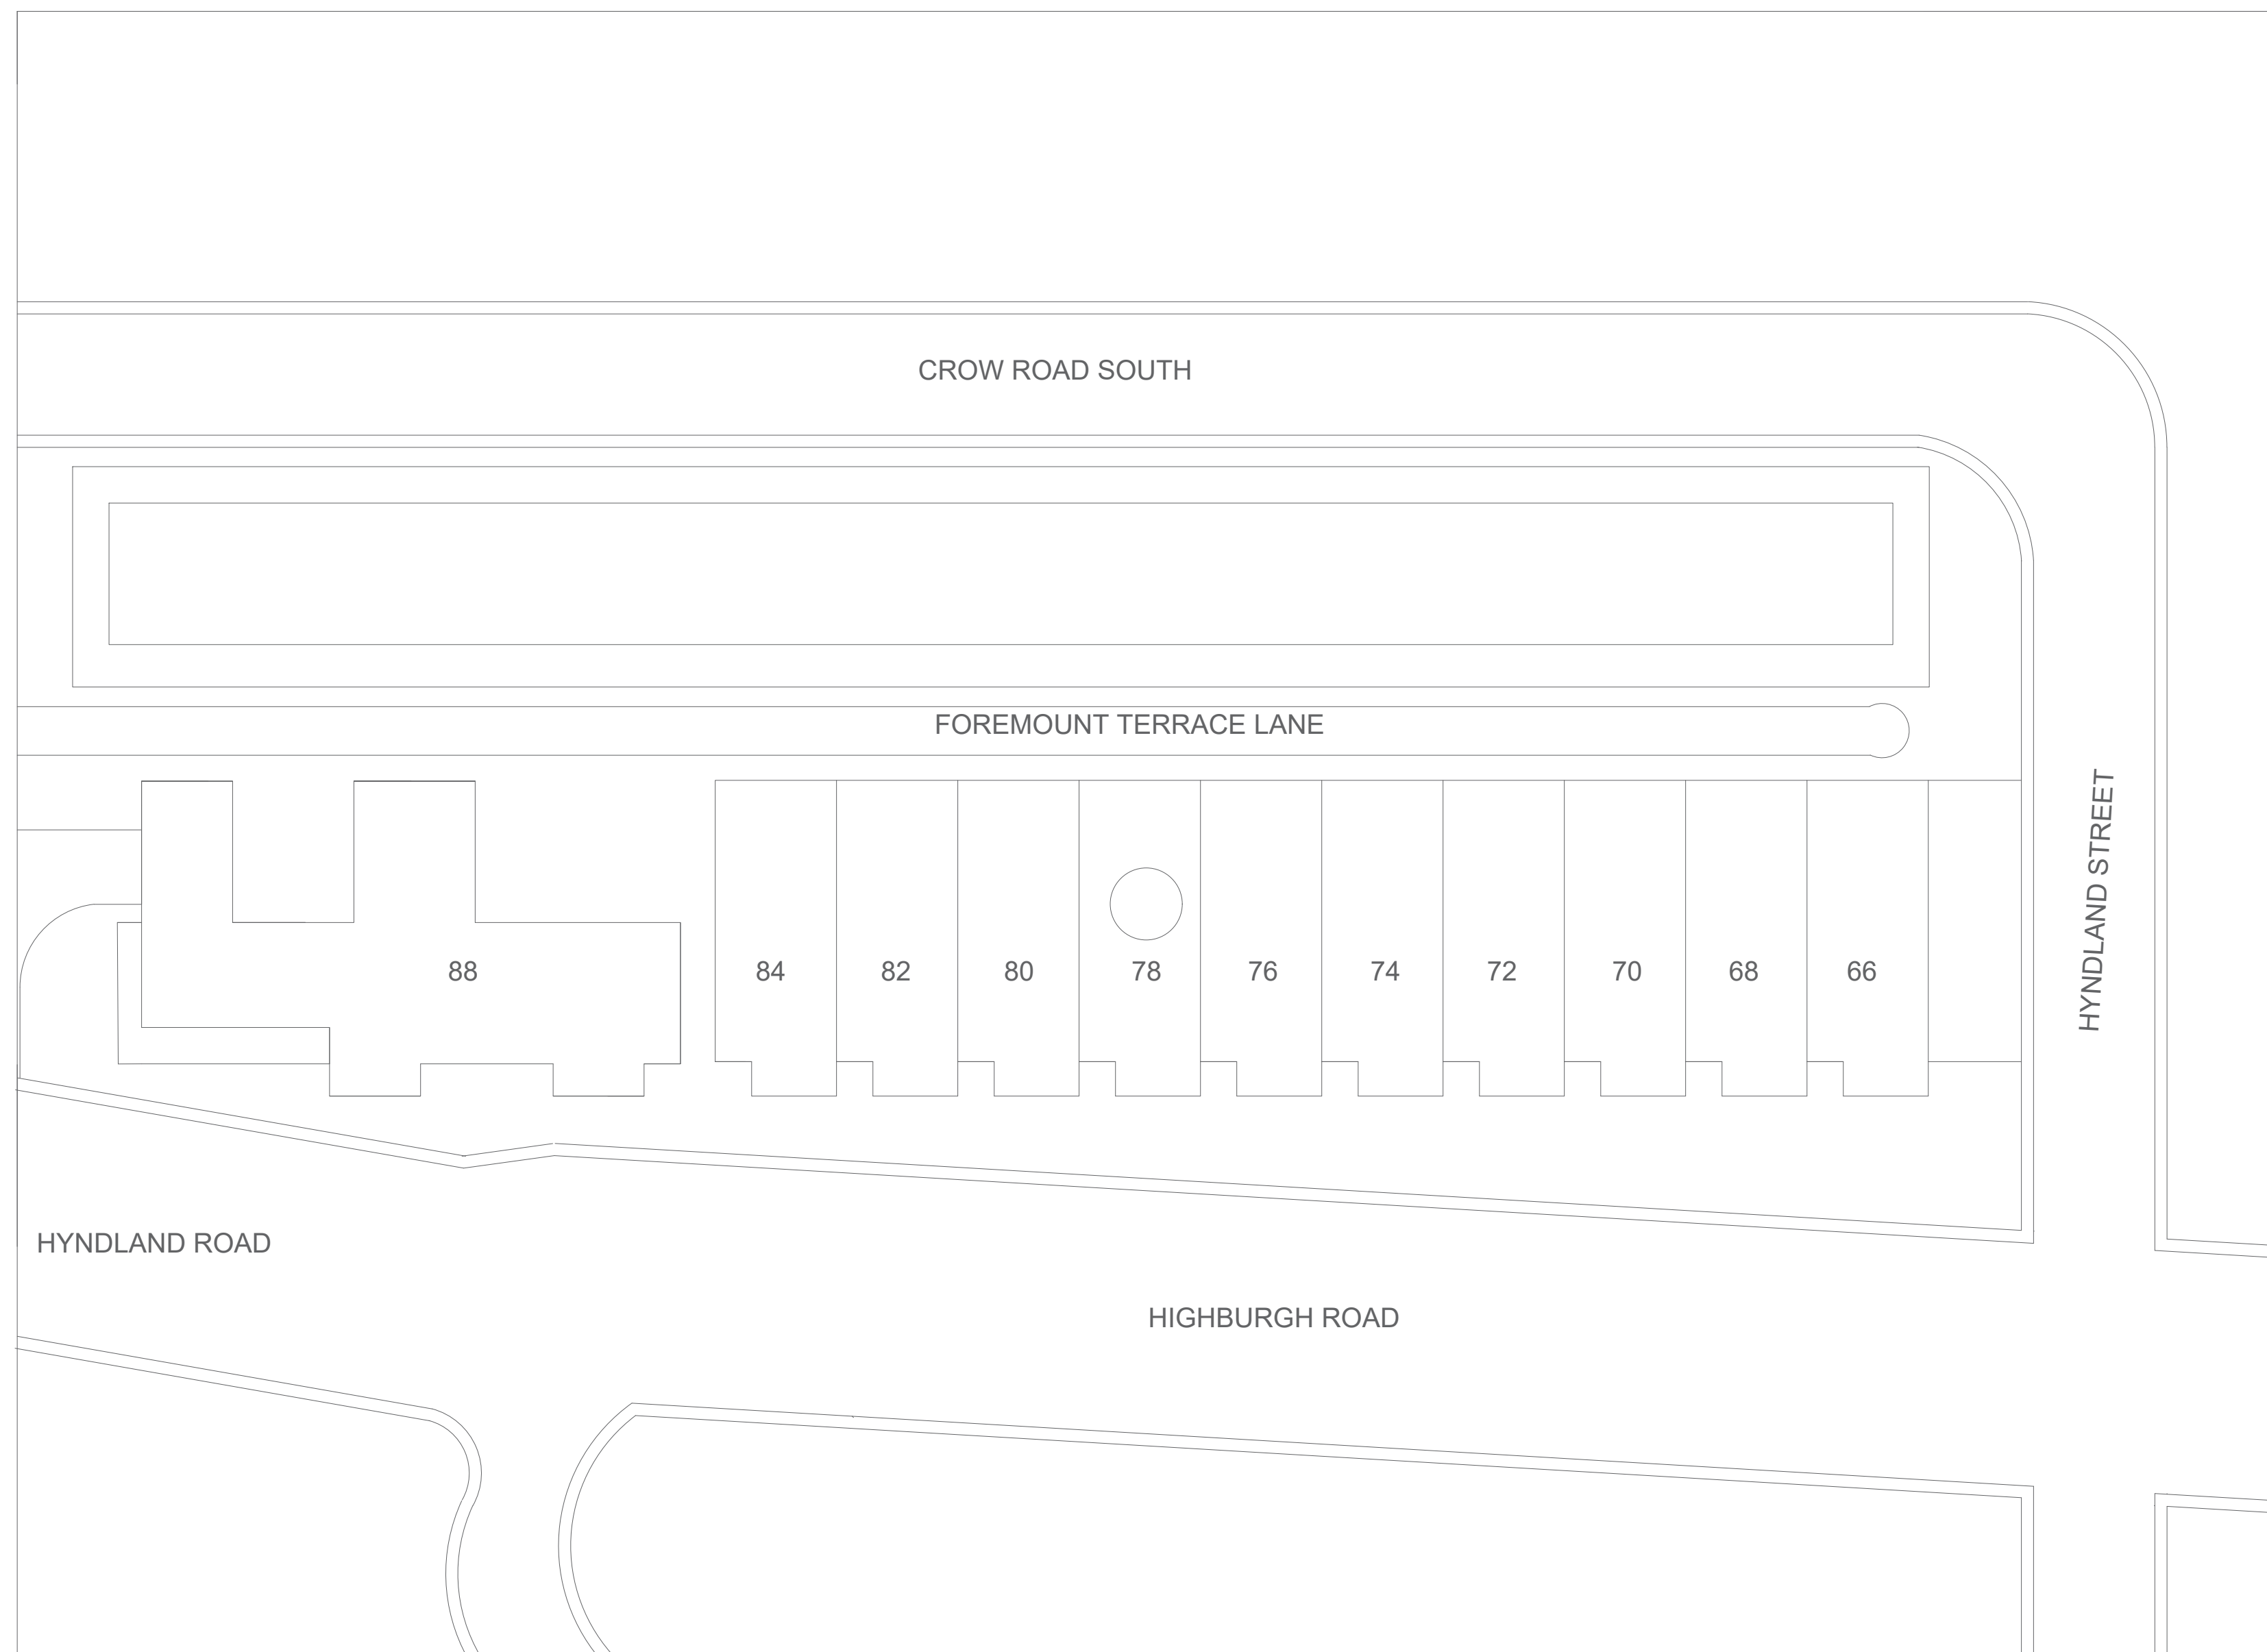 CROW ROAD SOUTH
FOREMOUNT TERRACE LANE
HYNDLAND STREET
88
84
82
80
78
76
74
72
70
68
66
HYNDLAND ROAD
HIGHBURGH ROAD